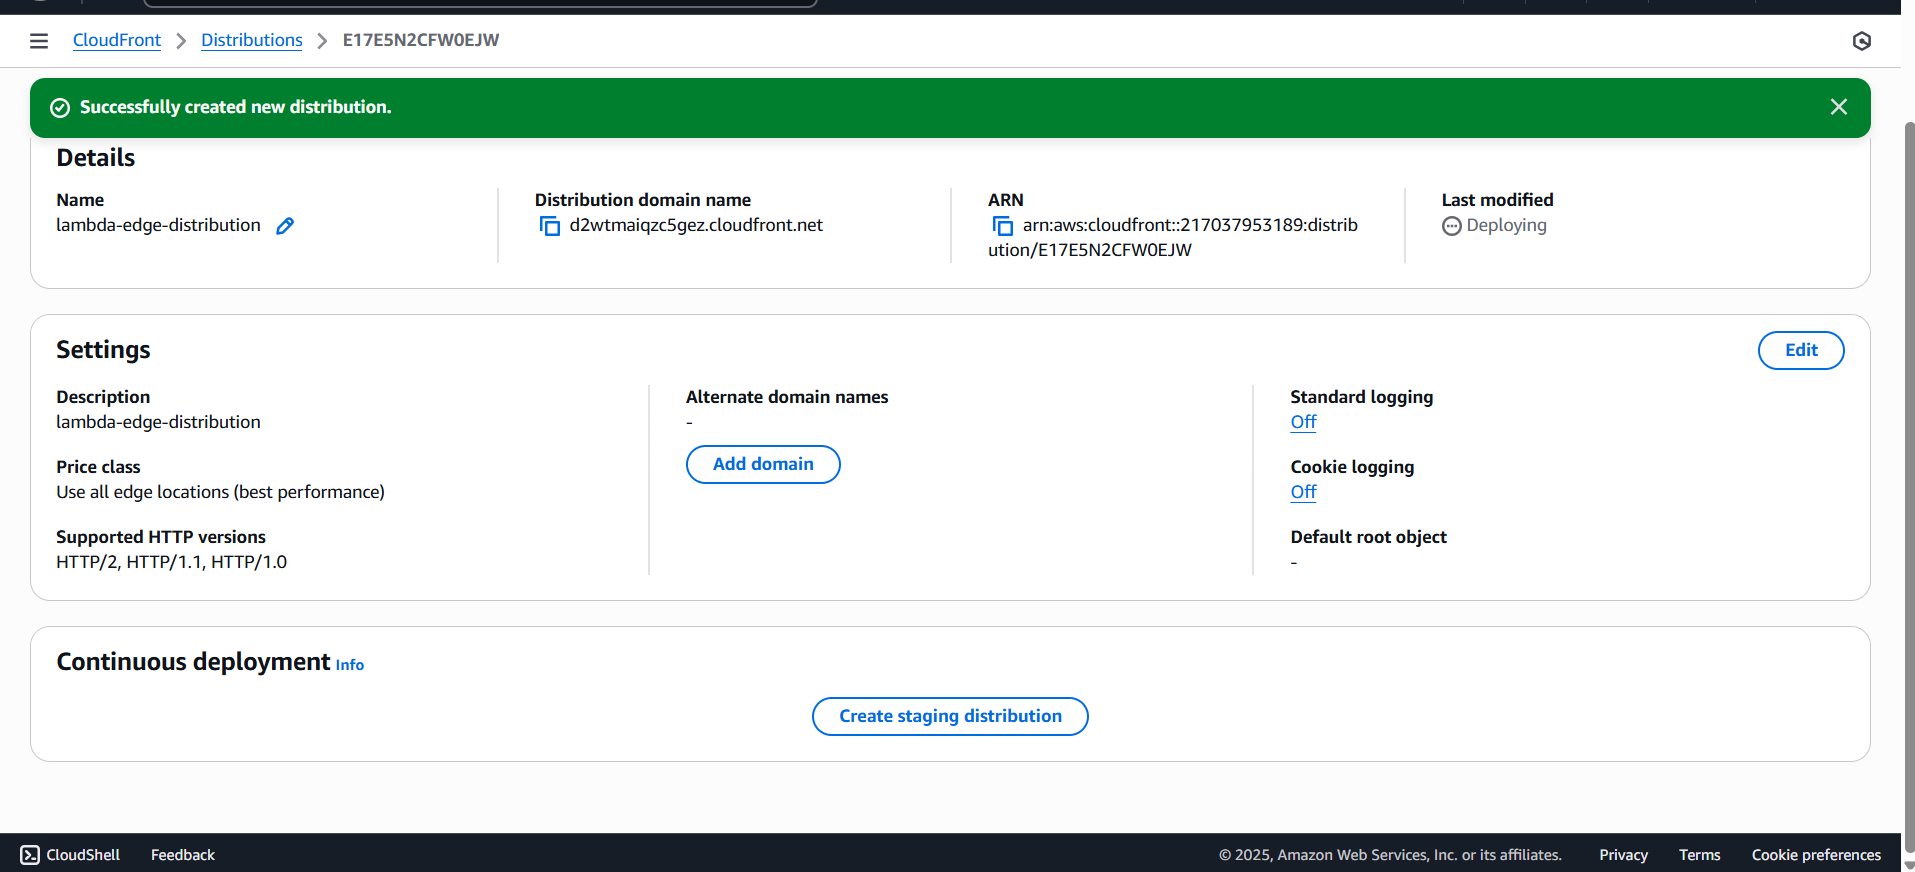 CloudFront
Distributions
E17E5N2CFW0EJW
Successfully created new distribution.
Details
Name
lambda-edge-distribution
Distribution domain name
d2wtmaiqzc5gez.cloudfront.net
ARN
arn:aws:cloudfront::217037953189:distrib
ution/E17E5N2CFW0EJW
Last modified
Deploying
Settings
Edit
Description
lambda-edge-distribution
Price class
Use all edge locations (best performance)
Supported HTTP versions
HTTP/2, HTTP/1.1, HTTP/1.0
Alternate domain names
-
Add domain
Standard logging
Off
Cookie logging
Off
Default root object
-
Continuous deployment Info
Create staging distribution
CloudShell
Feedback
© 2025, Amazon Web Services, Inc. or its affiliates.
Privacy
Terms
Cookie preferences